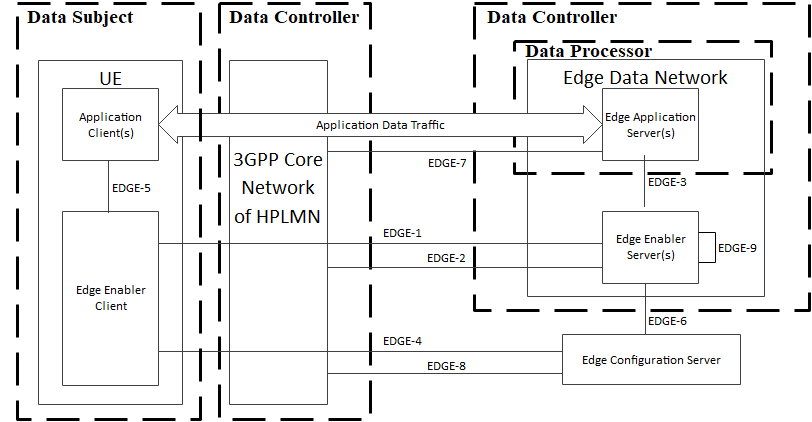 Data Subject
Data Controller
Data Controller
Data Processor
UE
Edge Data Network
Application
Client(s)
Application Data Traffic
Edge Application
Server(s)
3GPP Core
Network
of HPLMN
EDGE-7
EDGE-5
EDGE-3
EDGE-1
Edge Enabler
Server(s)
EDGE-9
EDGE-2
Edge Enabler
Client
EDGE-6
EDGE-4
Edge Configuration Server
EDGE-8